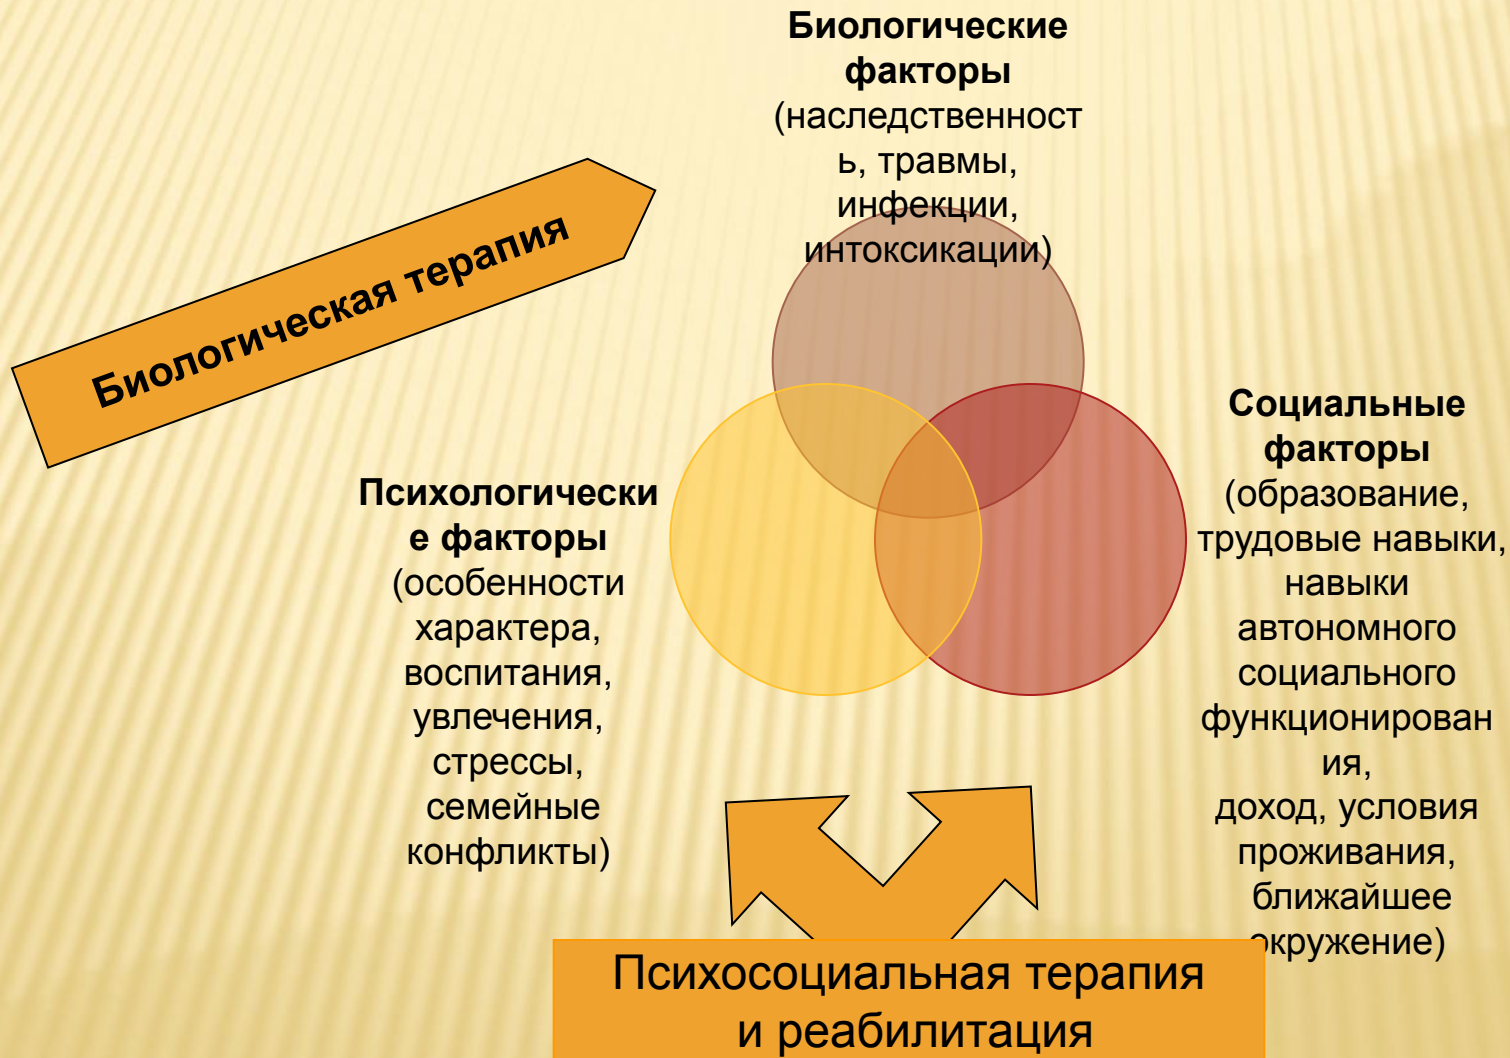 Биологические
факторы
(наследственност
ь, травмы,
инфекции,
интоксикации)
Биологическая терапия
Психологически
е факторы
(особенности
характера,
воспитания,
увлечения,
стрессы,
семейные
конфликты)
Социальные
факторы
(образование,
трудовые навыки,
навыки
автономного
социального
функционирован
ия,
доход, условия
проживания,
ближайшее
окружение)
Психосоциальная терапия
и реабилитация